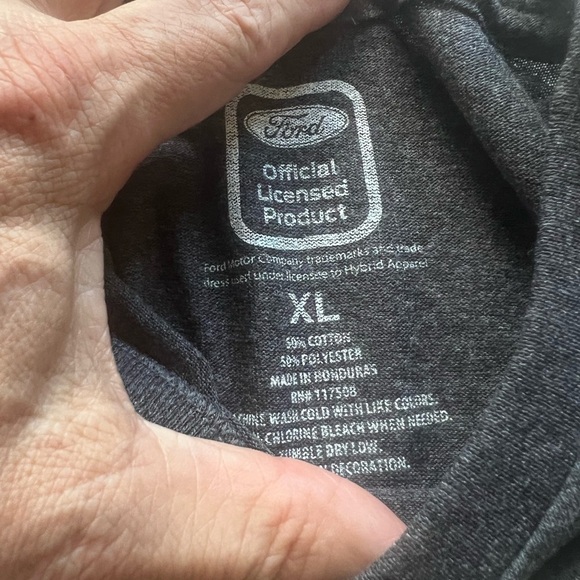 Ford
Official
Licensed
Product
Ford Motor Company trademarks and trade
dress used under license to Hybrid Apparel
XL
50% COTTON
50% POLYESTER
MADE IN HONDURAS
RN# 117508
WASH COLD WITH LIKE COLORS.
CHLORINE BLEACH WHEN NEEDED.
TUMBLE DRY LOW.
DECORATION.